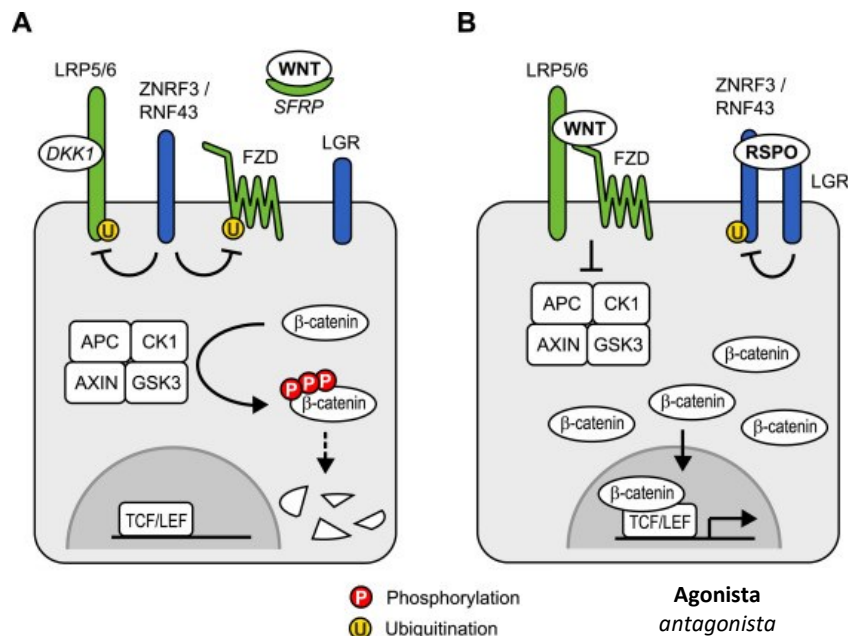 A
LRP5/6
ZNRF3 /
RNF43
WNT
SFRP
DKK1
FZD
LGR
U
U
APC
CK1
AXIN
GSK3
β-catenin
P
P
P
β-catenin
TCF/LEF
B
LRP5/6
WNT
FZD
ZNRF3 /
RNF43
RSPO
LGR
U
APC
CK1
AXIN
GSK3
β-catenin
β-catenin
β-catenin
β-catenin
β-catenin
TCF/LEF
P Phosphorylation
U Ubiquitination
Agonista
antagonista